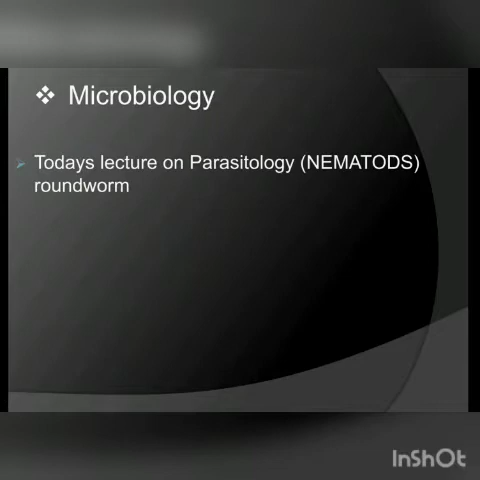 ❖ Microbiology
➢ Todays lecture on Parasitology (NEMATODS)
roundworm
InShOt